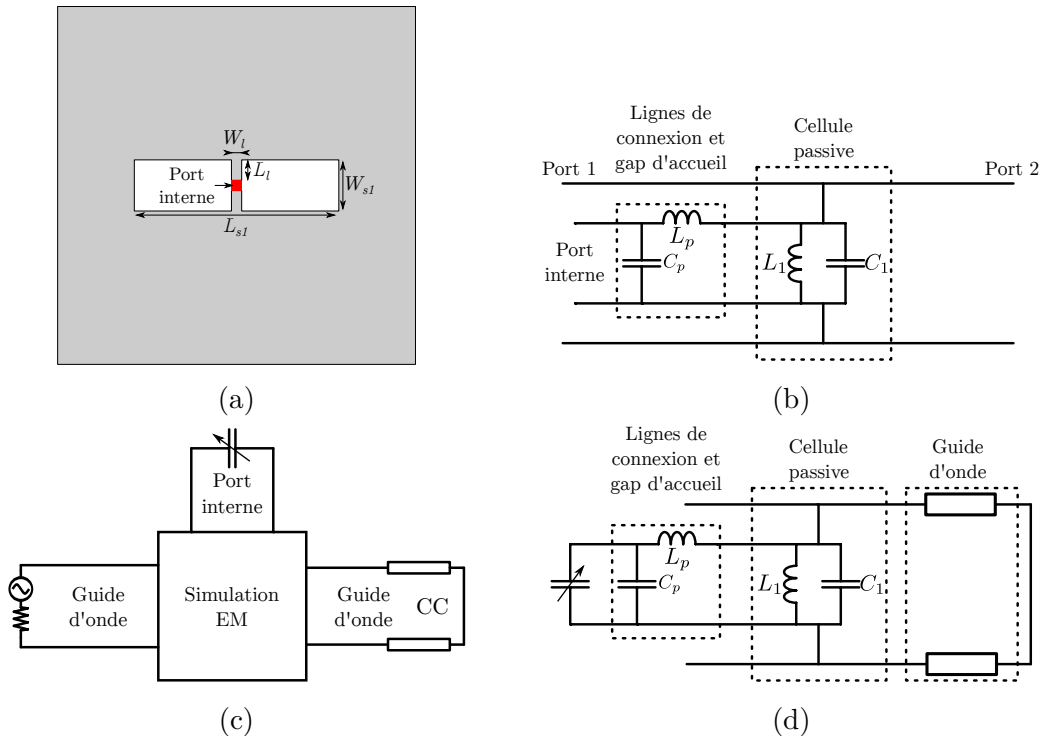 W_l
L_l
Port
interne
W_s1
L_s1
(a)
Lignes de
connexion et
gap d'accueil
Cellule
passive
Port 1
Port 2
L_p
Port
interne
C_p
L_1
C_1
(b)
Port
interne
Guide
d'onde
Simulation
EM
Guide
d'onde
CC
(c)
Lignes de
connexion et
gap d'accueil
Cellule
passive
Guide
d'onde
L_p
C_p
L_1
C_1
(d)